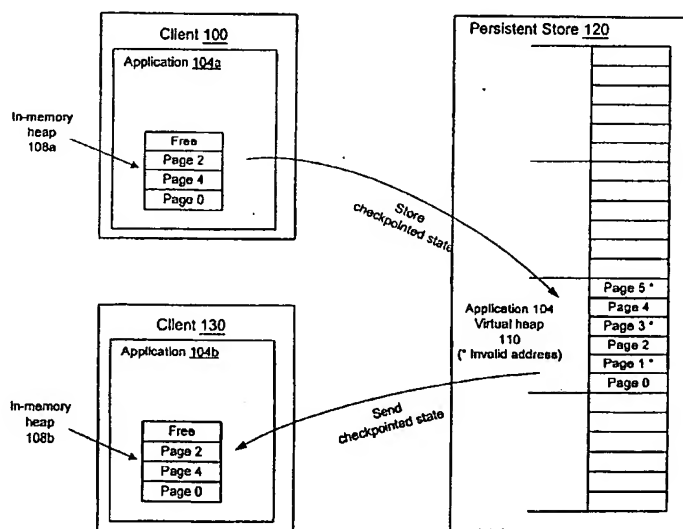 Client 100
Application 104a
In-memory
heap
108a
Free
Page 2
Page 4
Page 0
Store
checkpointed state
Persistent Store 120
Page 5 *
Page 4
Page 3 *
Page 2
Page 1 *
Page 0
Application 104
Virtual heap
110
(* Invalid address)
Client 130
Application 104b
In-memory
heap
108b
Free
Page 2
Page 4
Page 0
Send
checkpointed state